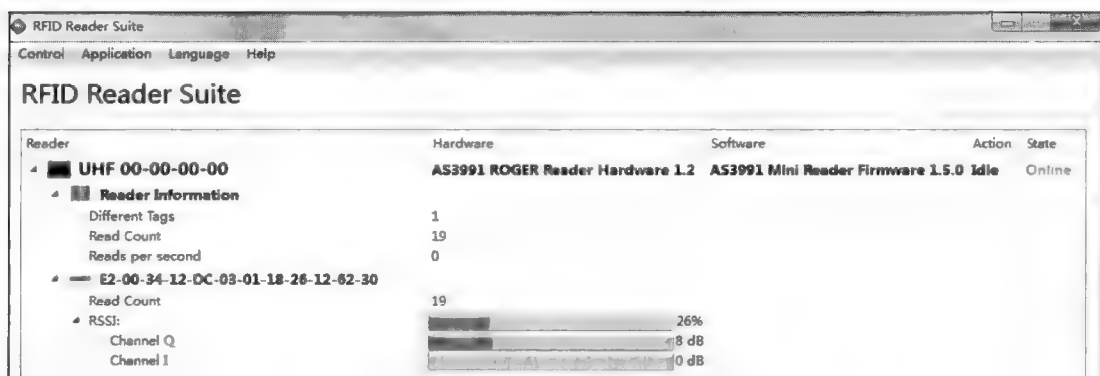 RFID Reader Suite
Control Application Language Help
RFID Reader Suite
Reader Hardware Software Action State
UHF 00-00-00-00 AS3991 ROGER Reader Hardware 1.2 AS3991 Mini Reader Firmware 1.5.0 Idle Online
Reader Information
Different Tags 1
Read Count 19
Reads per second 0
E2-00-34-12-DC-03-01-18-26-12-62-30
Read Count 19
RSSI: 26%
Channel Q 8 dB
Channel I 0 dB